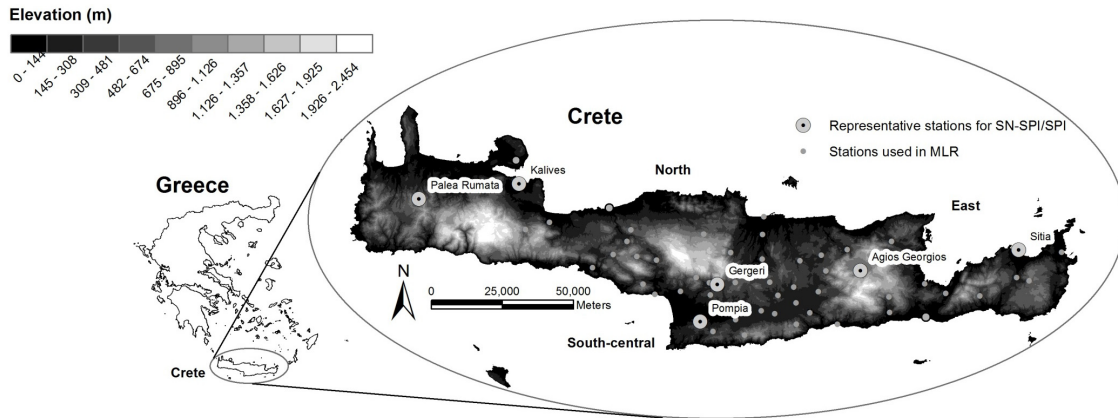 Elevation (m)
0 - 144
145 - 308
309 - 481
482 - 674
675 - 895
896 - 1.126
1.126 - 1.357
1.358 - 1.626
1.627 - 1.925
1.926 - 2.454
Greece
Crete
Crete
Representative stations for SN-SPI/SPI
Stations used in MLR
North
East
South-central
Kalives
Palea Rumata
Sitia
Agios Georgios
Gergeri
Pompia
N
0 25,000 50,000
Meters